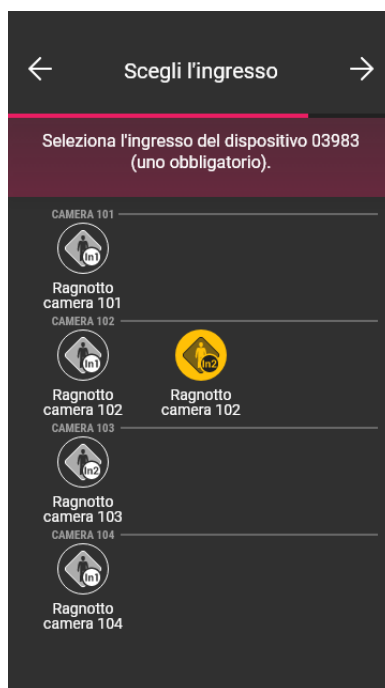 Scegli l'ingresso
Seleziona l'ingresso del dispositivo 03983
(uno obbligatorio).
CAMERA 101
In1
Ragnotto
camera 101
CAMERA 102
In1
Ragnotto
camera 102
In2
Ragnotto
camera 102
CAMERA 103
In2
Ragnotto
camera 103
CAMERA 104
In1
Ragnotto
camera 104